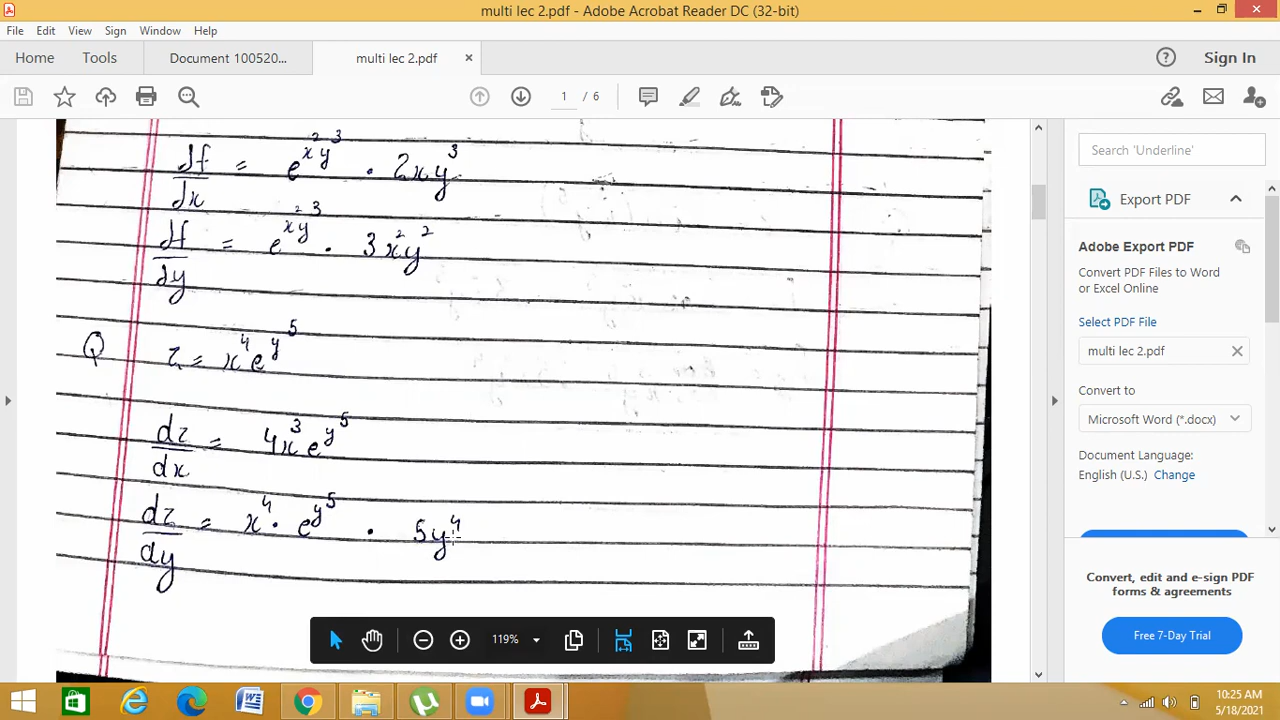 multi lec 2.pdf - Adobe Acrobat Reader DC (32-bit)
File Edit View Sign Window Help
Home Tools Document 100520... multi lec 2.pdf × Sign In
1 / 6
df/dx = e^{x²y³} · 2xy³
df/dy = e^{x²y³} · 3x²y²
Q z = x⁴e^{y⁵}
dz/dx = 4x³e^{y⁵}
dz/dy = x⁴ · e^{y⁵} · 5y⁴
119%
Search 'Underline'
Export PDF
Adobe Export PDF
Convert PDF Files to Word
or Excel Online
Select PDF File
multi lec 2.pdf
Convert to
Microsoft Word (*.docx)
Document Language:
English (U.S.) Change
Convert, edit and e-sign PDF
forms & agreements
Free 7-Day Trial
10:25 AM
5/18/2021